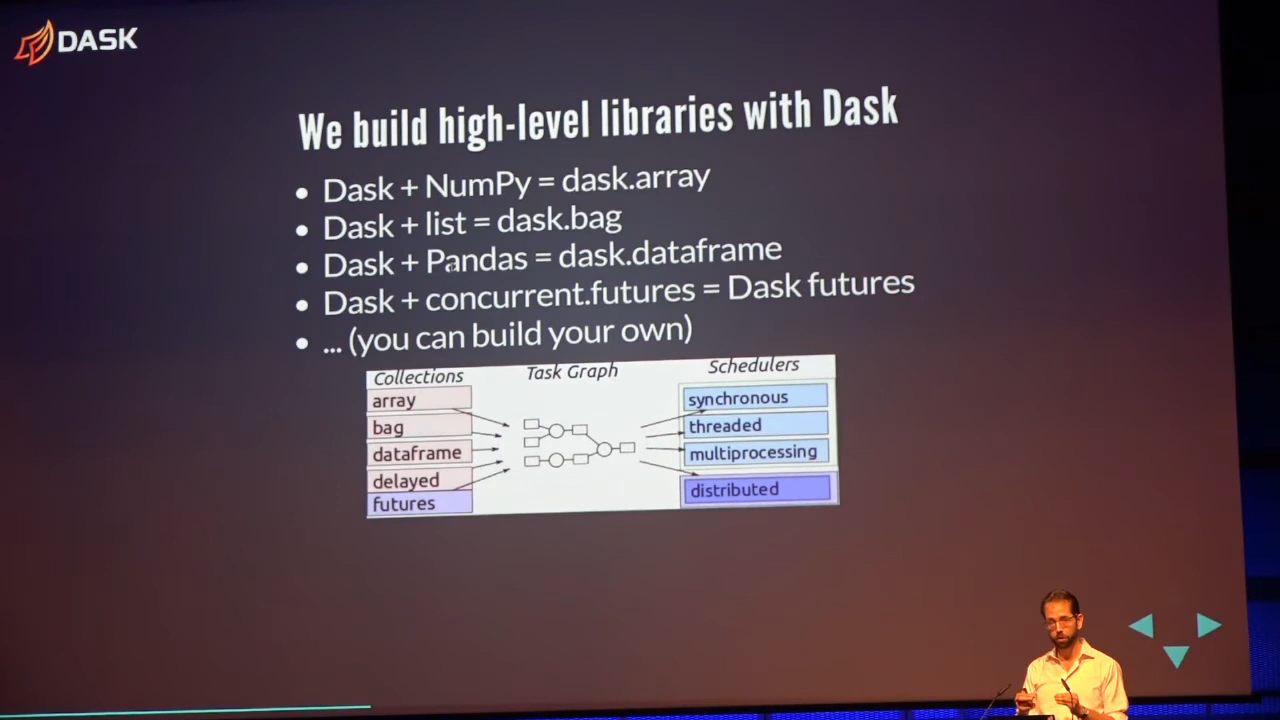 DASK
We build high-level libraries with Dask
• Dask + NumPy = dask.array
• Dask + list = dask.bag
• Dask + Pandas = dask.dataframe
• Dask + concurrent.futures = Dask futures
• ... (you can build your own)
Collections
array
bag
dataframe
delayed
futures
Task Graph
Schedulers
synchronous
threaded
multiprocessing
distributed